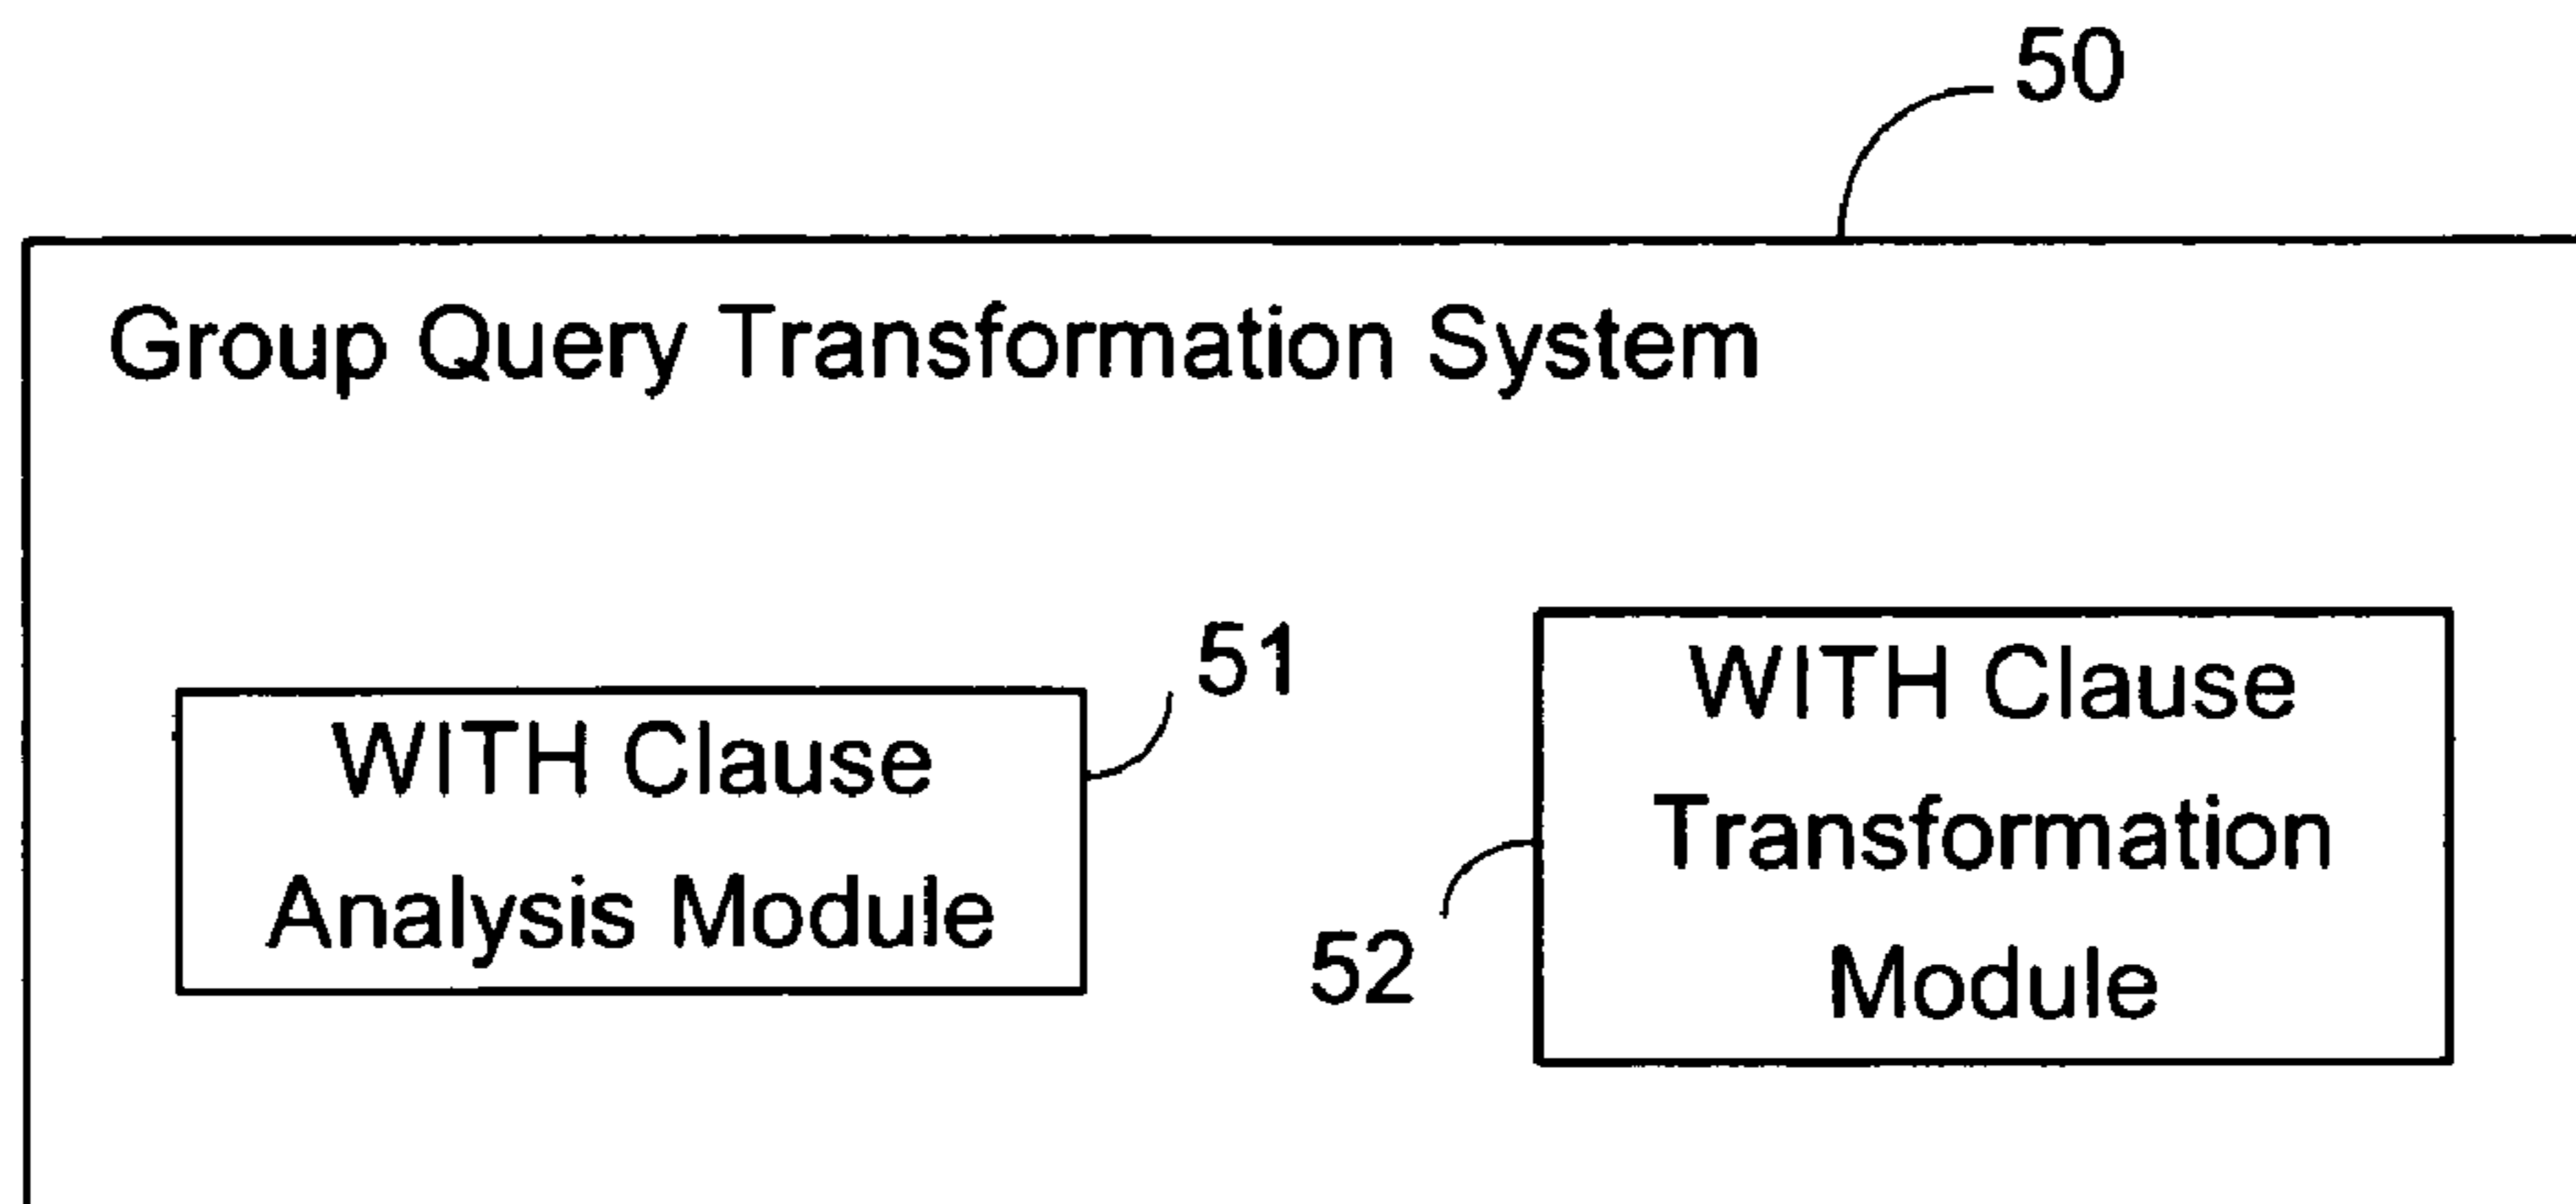 50
Group Query Transformation System
51
WITH Clause
Analysis Module
52
WITH Clause
Transformation
Module